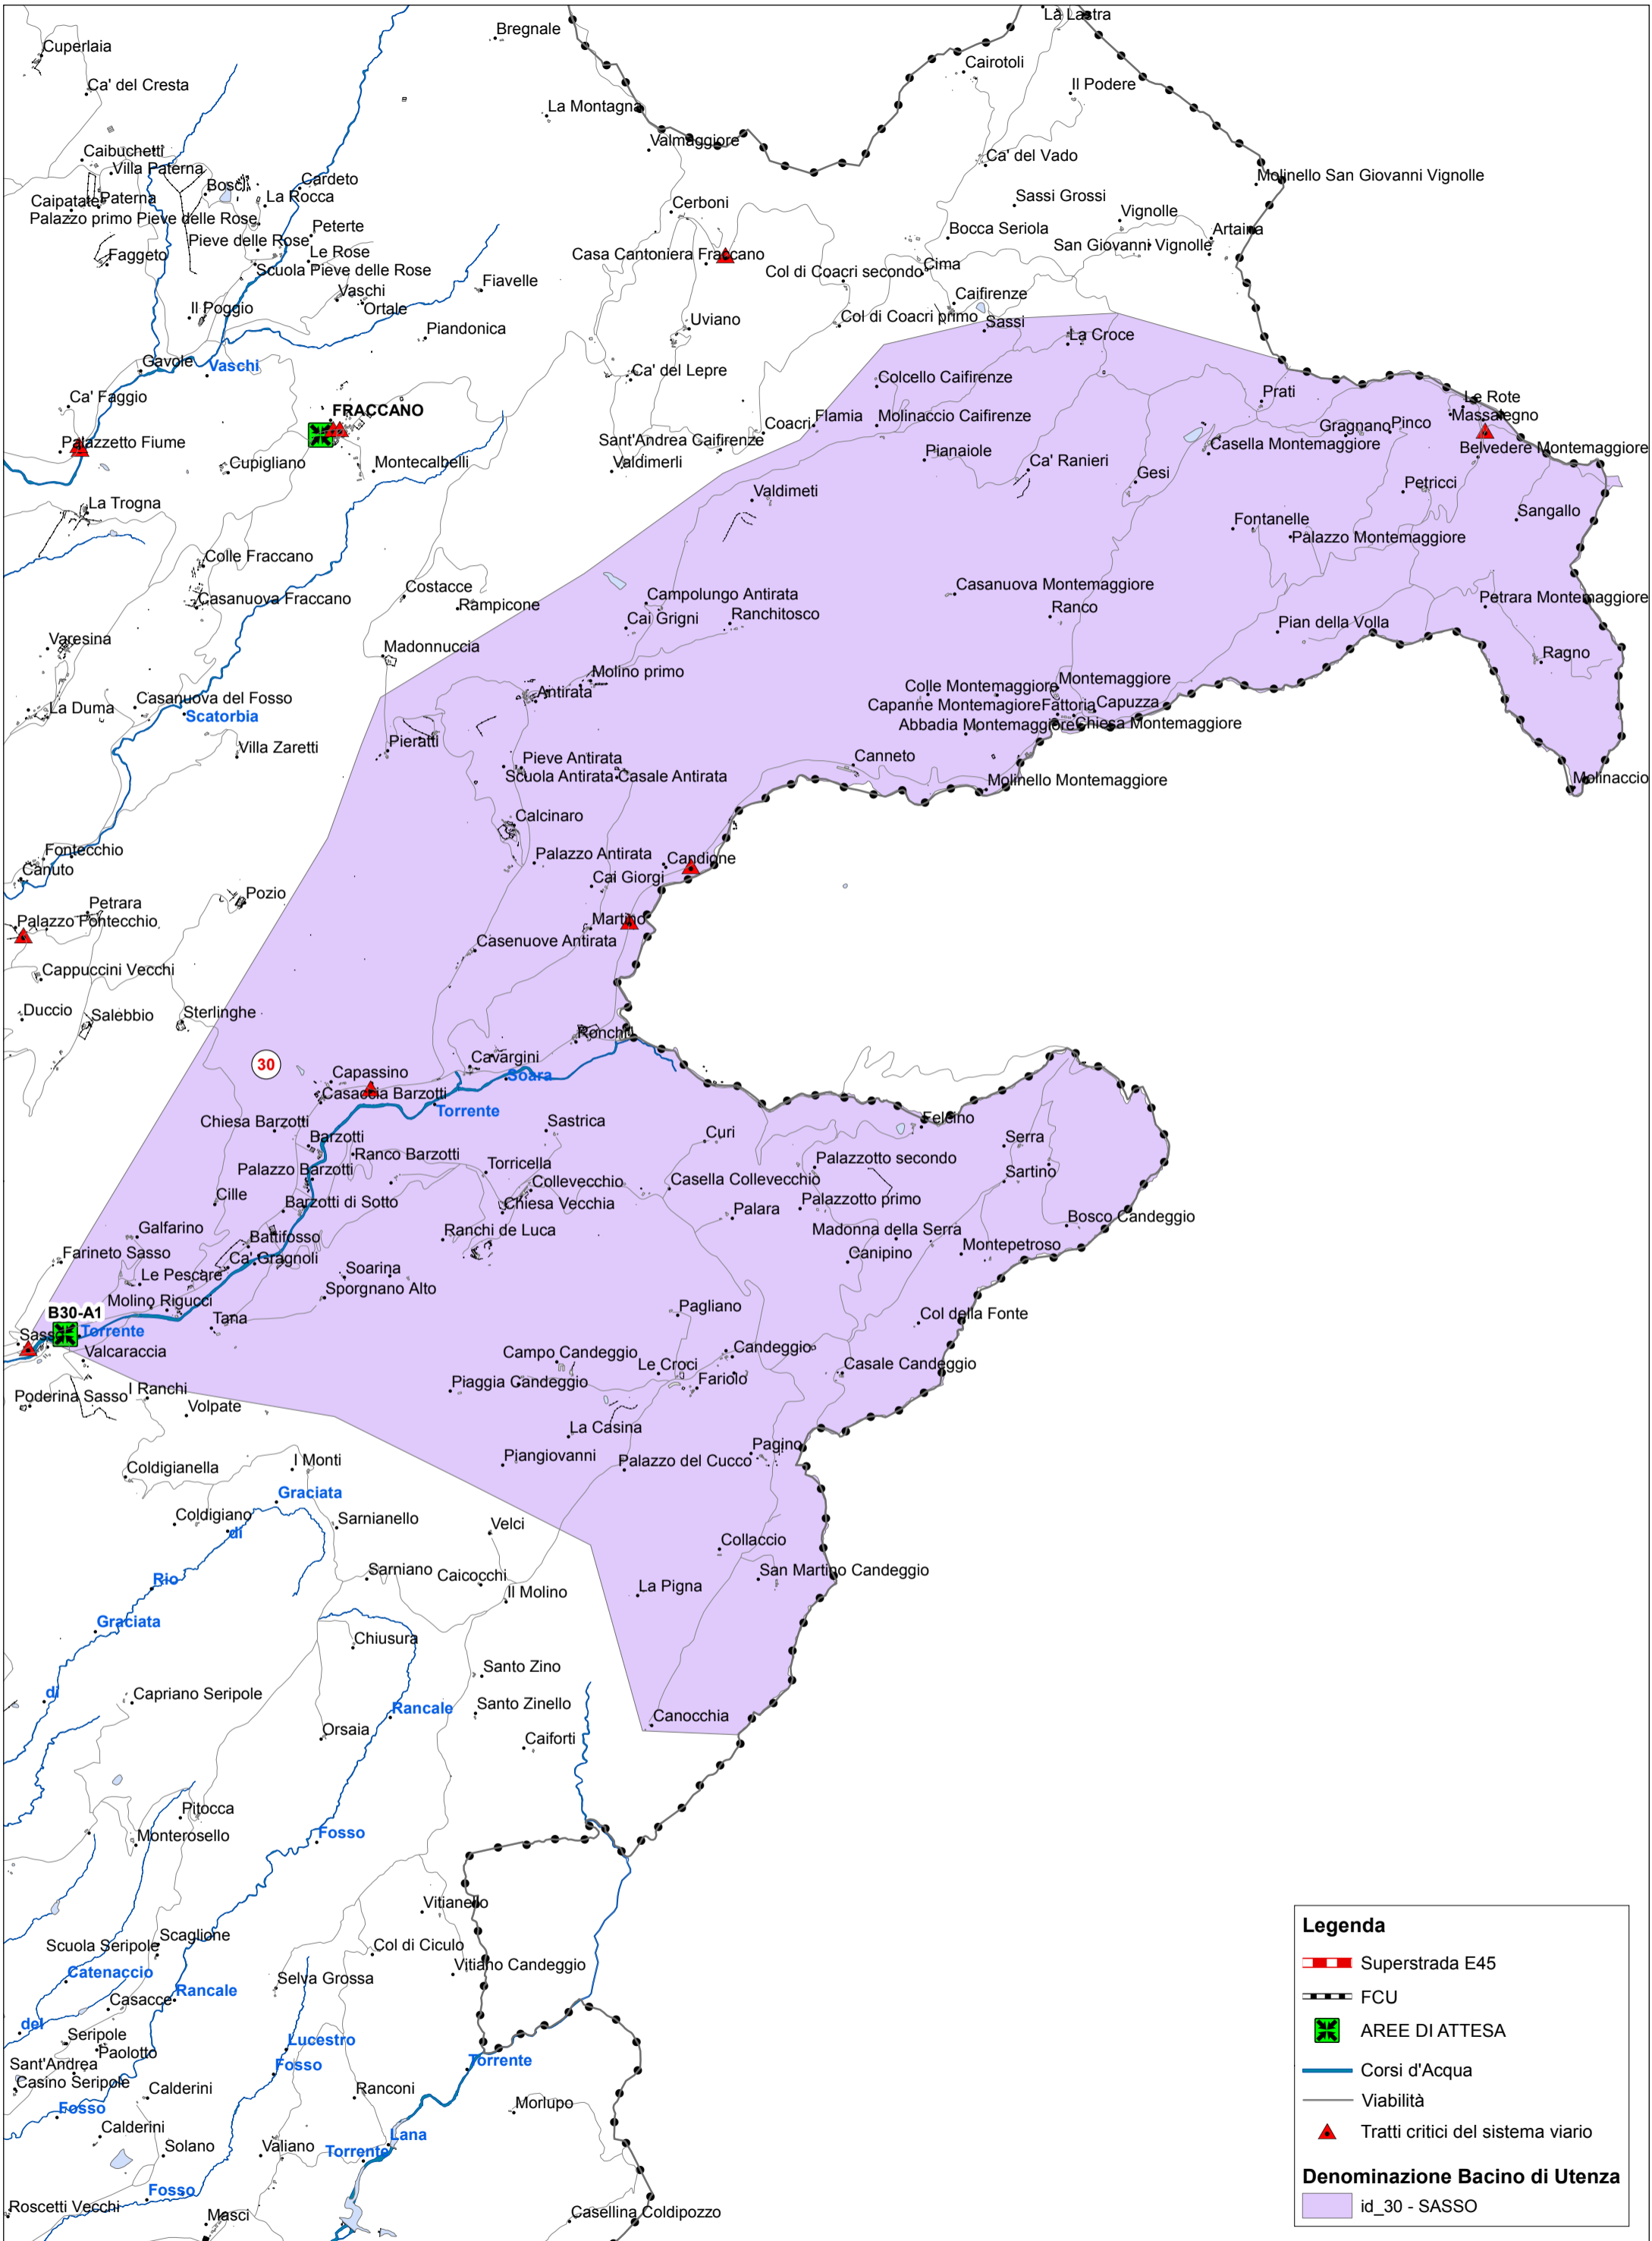 La Lastra
Bregnale
Cuperlaia
Cairotoli
Ca' del Cresta
Il Podere
La Montagna
Valmaggiore
Caibuchetti
Ca' del Vado
Villa Paterna
Molinello San Giovanni Vignolle
Cardeto
Bosci
La Rocca
Sassi Grossi
Caipatate
Paterna
Cerboni
Vignolle
Palazzo primo Pieve delle Rose
Peterte
Bocca Seriola
Artaina
Pieve delle Rose
San Giovanni Vignolle
Le Rose
Faggeto
Casa Cantoniera Fraccano
Cima
Scuola Pieve delle Rose
Col di Coacri secondo
Fiavelle
Vaschi
Caifirenze
Ortale
Il Poggio
Uviano
Col di Coacri primo
Sassi
Piandonica
La Croce
Gavole
Vaschi
Ca' del Lepre
Colcello Caifirenze
Prati
Ca' Faggio
Le Rote
FRACCANO
Coacri
Flamia
Molinaccio Caifirenze
Massalegno
Gragnano
Pinco
Palazzetto Fiume
Sant'Andrea Caifirenze
Casella Montemaggiore
Belvedere Montemaggiore
Cupigliano
Montecalbelli
Valdimerli
Pianaiole
Ca' Ranieri
Gesi
Petricci
La Trogna
Valdimeti
Fontanelle
Sangallo
Palazzo Montemaggiore
Colle Fraccano
Costacce
Casanuova Montemaggiore
Casanuova Fraccano
Rampicone
Campolungo Antirata
Ranco
Petrara Montemaggiore
Cai Grigni
Ranchitosco
Pian della Volla
Varesina
Madonnuccia
Ragno
Molino primo
Montemaggiore
Casanuova del Fosso
Antirata
Colle Montemaggiore
La Duma
Scatorbia
Capanne Montemagiore
Fattoria
Capuzza
Abbadia Montemaggiore
Chiesa Montemaggiore
Villa Zaretti
Pieratti
Pieve Antirata
Canneto
Scuola Antirata
Casale Antirata
Molinello Montemaggiore
Molinaccio
Calcinaro
Fontecchio
Palazzo Antirata
Candione
Canuto
Cai Giorgi
Pozio
Petrara
Palazzo Fontecchio
Martino
Casenuove Antirata
Cappuccini Vecchi
Duccio
Salebbio
Sterlinghe
Ronchill
30
Cavargini
Capassino
Soara
Casaccia Barzotti
Torrente
Chiesa Barzotti
Sastrica
Felcino
Barzotti
Curi
Serra
Ranco Barzotti
Palazzo Barzotti
Torricella
Palazzotto secondo
Sartino
Collevecchio
Casella Collevecchio
Cille
Barzotti di Sotto
Chiesa Vecchia
Palara
Palazzotto primo
Galfarino
Ranchi de Luca
Madonna della Serra
Bosco Candeggio
Battifosso
Farineto Sasso
Ca' Gragnoli
Canipino
Montepetroso
Le Pescare
Soarina
Sporgnano Alto
Molino Rigucci
Pagliano
B30-A1
Tana
Col della Fonte
Sasso
Torrente
Valcaraccia
Campo Candeggio
Candeggio
Le Croci
Casale Candeggio
Piaggia Candeggio
Fariolo
I Ranchi
Poderina Sasso
Volpate
La Casina
Pagino
Piangiovanni
Palazzo del Cucco
I Monti
Coldigianella
Graciata
Coldigiano
Sarnianello
Velci
di
Collaccio
Rio
Sarniano
Caicocchi
San Martino Candeggio
Il Molino
La Pigna
Graciata
Chiusura
Santo Zino
di
Capriano Seripole
Rancale
Santo Zinello
Canocchia
Orsaia
Caiforti
Pitocca
Monterosello
Fosso
Vitianello
Scaglione
Scuola Seripole
Col di Ciculo
Catenaccio
Selva Grossa
Vitiano Candeggio
Rancale
Casacce
del
Seripole
Lucestro
Paolotto
Sant'Andrea
Fosso
Torrente
Casino Seripole
Calderini
Ranconi
Morlupo
Fosso
Calderini
Lana
Solano
Valiano
Torrente
Fosso
Roscetti Vecchi
Masci
Casellina Coldipozzo
Legenda
Superstrada E45
FCU
AREE DI ATTESA
Corsi d'Acqua
Viabilità
Tratti critici del sistema viario
Denominazione Bacino di Utenza
id_30 - SASSO